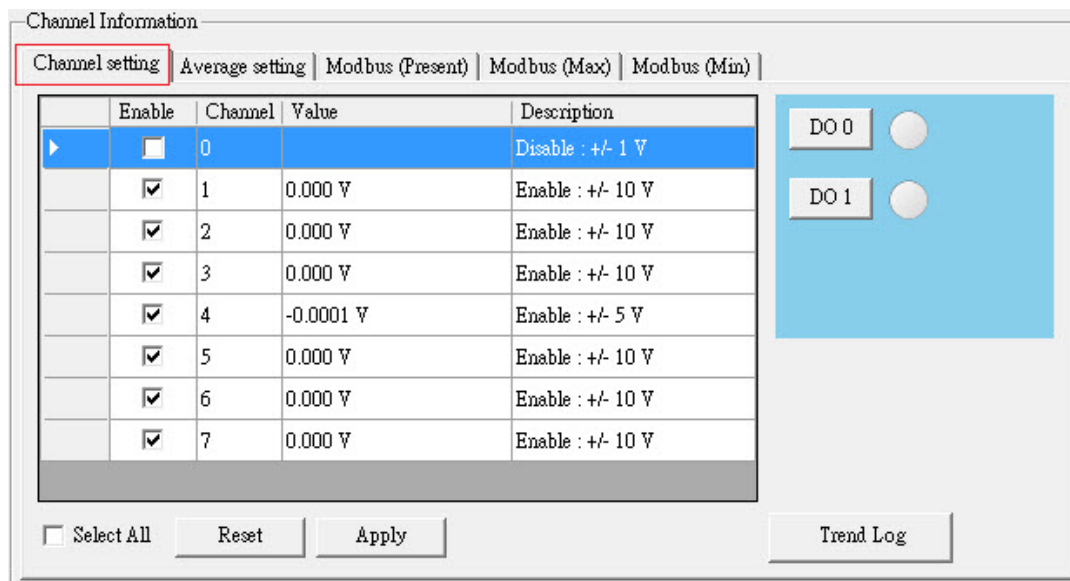 Channel Information
Channel setting Average setting Modbus (Present) Modbus (Max) Modbus (Min)
Enable Channel Value Description
0 Disable : +/- 1 V
1 0.000 V Enable : +/- 10 V
2 0.000 V Enable : +/- 10 V
3 0.000 V Enable : +/- 10 V
4 -0.0001 V Enable : +/- 5 V
5 0.000 V Enable : +/- 10 V
6 0.000 V Enable : +/- 10 V
7 0.000 V Enable : +/- 10 V
DO 0
DO 1
Select All Reset Apply Trend Log